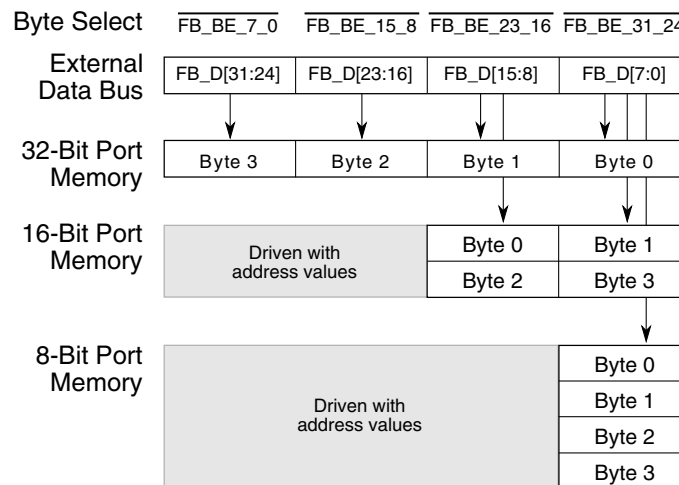 Byte Select FB_BE_7_0 FB_BE_15_8 FB_BE_23_16 FB_BE_31_24
External
Data Bus
FB_D[31:24] FB_D[23:16] FB_D[15:8] FB_D[7:0]
32-Bit Port
Memory
Byte 3 Byte 2 Byte 1 Byte 0
16-Bit Port
Memory
Driven with
address values
Byte 0 Byte 1
Byte 2 Byte 3
8-Bit Port
Memory
Driven with
address values
Byte 0
Byte 1
Byte 2
Byte 3